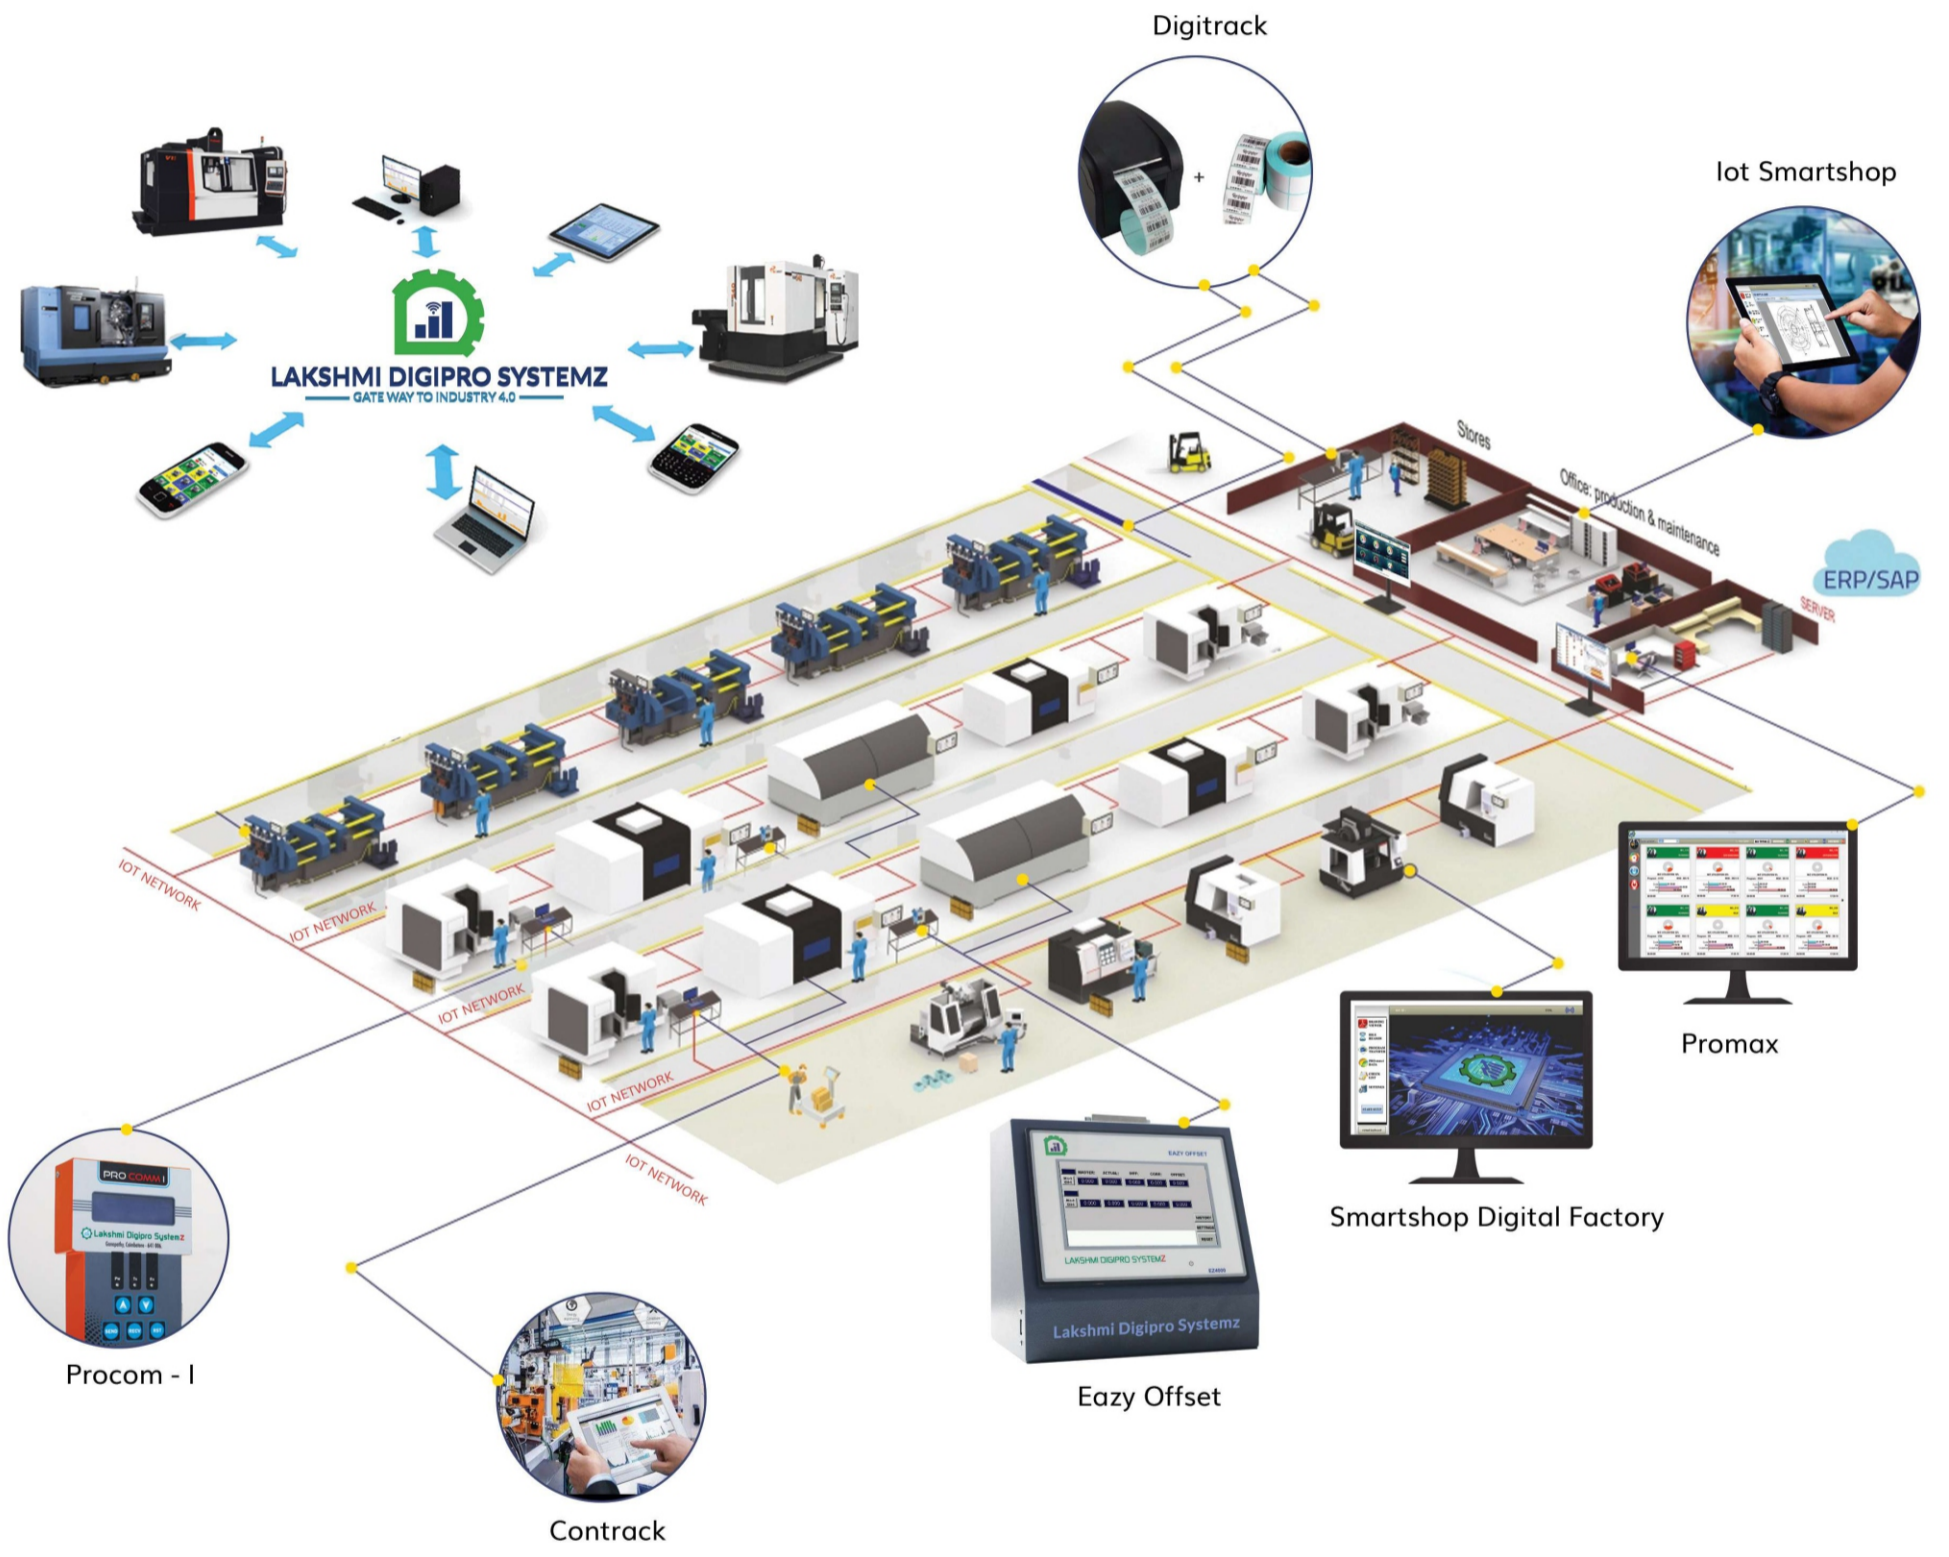 Digitrack
+
Iot Smartshop
LAKSHMI DIGIPRO SYSTEMZ
GATE WAY TO INDUSTRY 4.0
Stores
Office: production & maintenance
ERP/SAP
SERVER
IOT NETWORK
IOT NETWORK
IOT NETWORK
IOT NETWORK
IOT NETWORK
Promax
Smartshop Digital Factory
PRO COMM I
Lakshmi Digipro SystemZ
Procom - I
EAZY OFFSET
LAKSHMI DIGIPRO SYSTEMZ
Lakshmi Digipro Systemz
Eazy Offset
Contrack